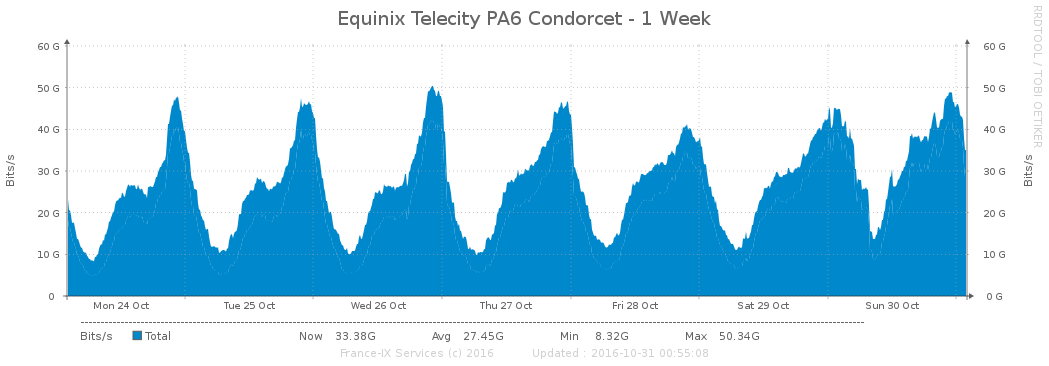 Equinix Telecity PA6 Condorcet - 1 Week
RRDTOOL / TOBI OETIKER
60 G 60 G
50 G 50 G
40 G 40 G
30 G 30 G
20 G 20 G
10 G 10 G
0 0 G
Bits/s
Bits/s
Mon 24 Oct Tue 25 Oct Wed 26 Oct Thu 27 Oct Fri 28 Oct Sat 29 Oct Sun 30 Oct
Bits/s Total Now 33.38G Avg 27.45G Min 8.32G Max 50.34G
France-IX Services (c) 2016 Updated : 2016-10-31 00:55:08